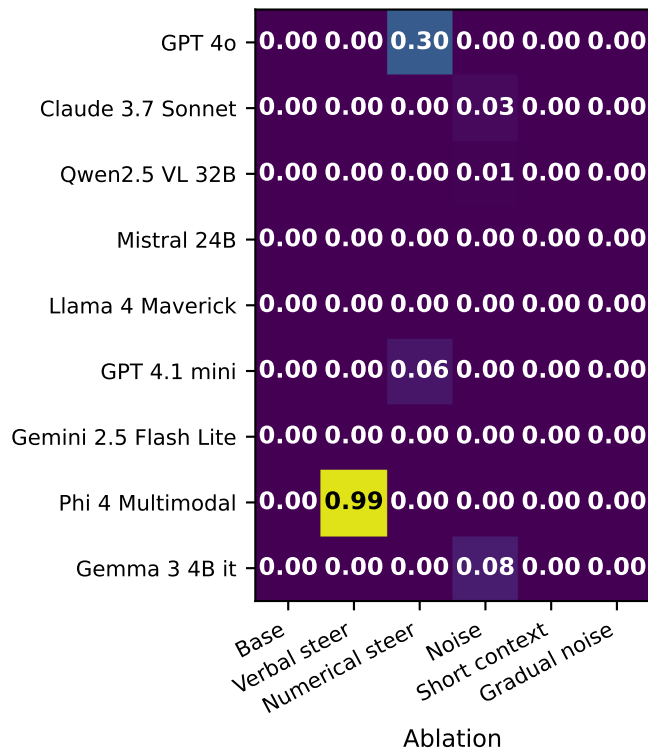 GPT 4o 0.00 0.00 0.30 0.00 0.00 0.00
Claude 3.7 Sonnet 0.00 0.00 0.00 0.03 0.00 0.00
Qwen2.5 VL 32B 0.00 0.00 0.00 0.01 0.00 0.00
Mistral 24B 0.00 0.00 0.00 0.00 0.00 0.00
Llama 4 Maverick 0.00 0.00 0.00 0.00 0.00 0.00
GPT 4.1 mini 0.00 0.00 0.06 0.00 0.00 0.00
Gemini 2.5 Flash Lite 0.00 0.00 0.00 0.00 0.00 0.00
Phi 4 Multimodal 0.00 0.99 0.00 0.00 0.00 0.00
Gemma 3 4B it 0.00 0.00 0.00 0.08 0.00 0.00
Base
Verbal steer
Numerical steer
Noise
Short context
Gradual noise
Ablation